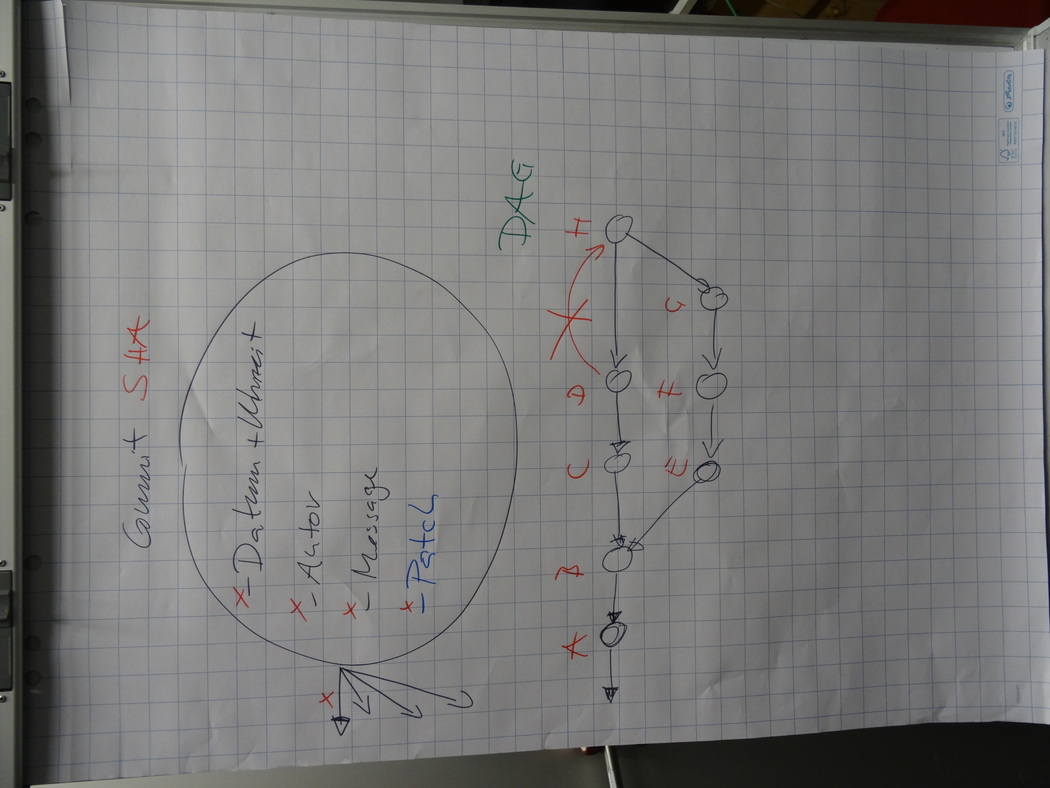 Commit SHA
x - Datum + Uhrzeit
x - Autor
x - Message
x - Patch
x
DAG
A B C D H
E F G